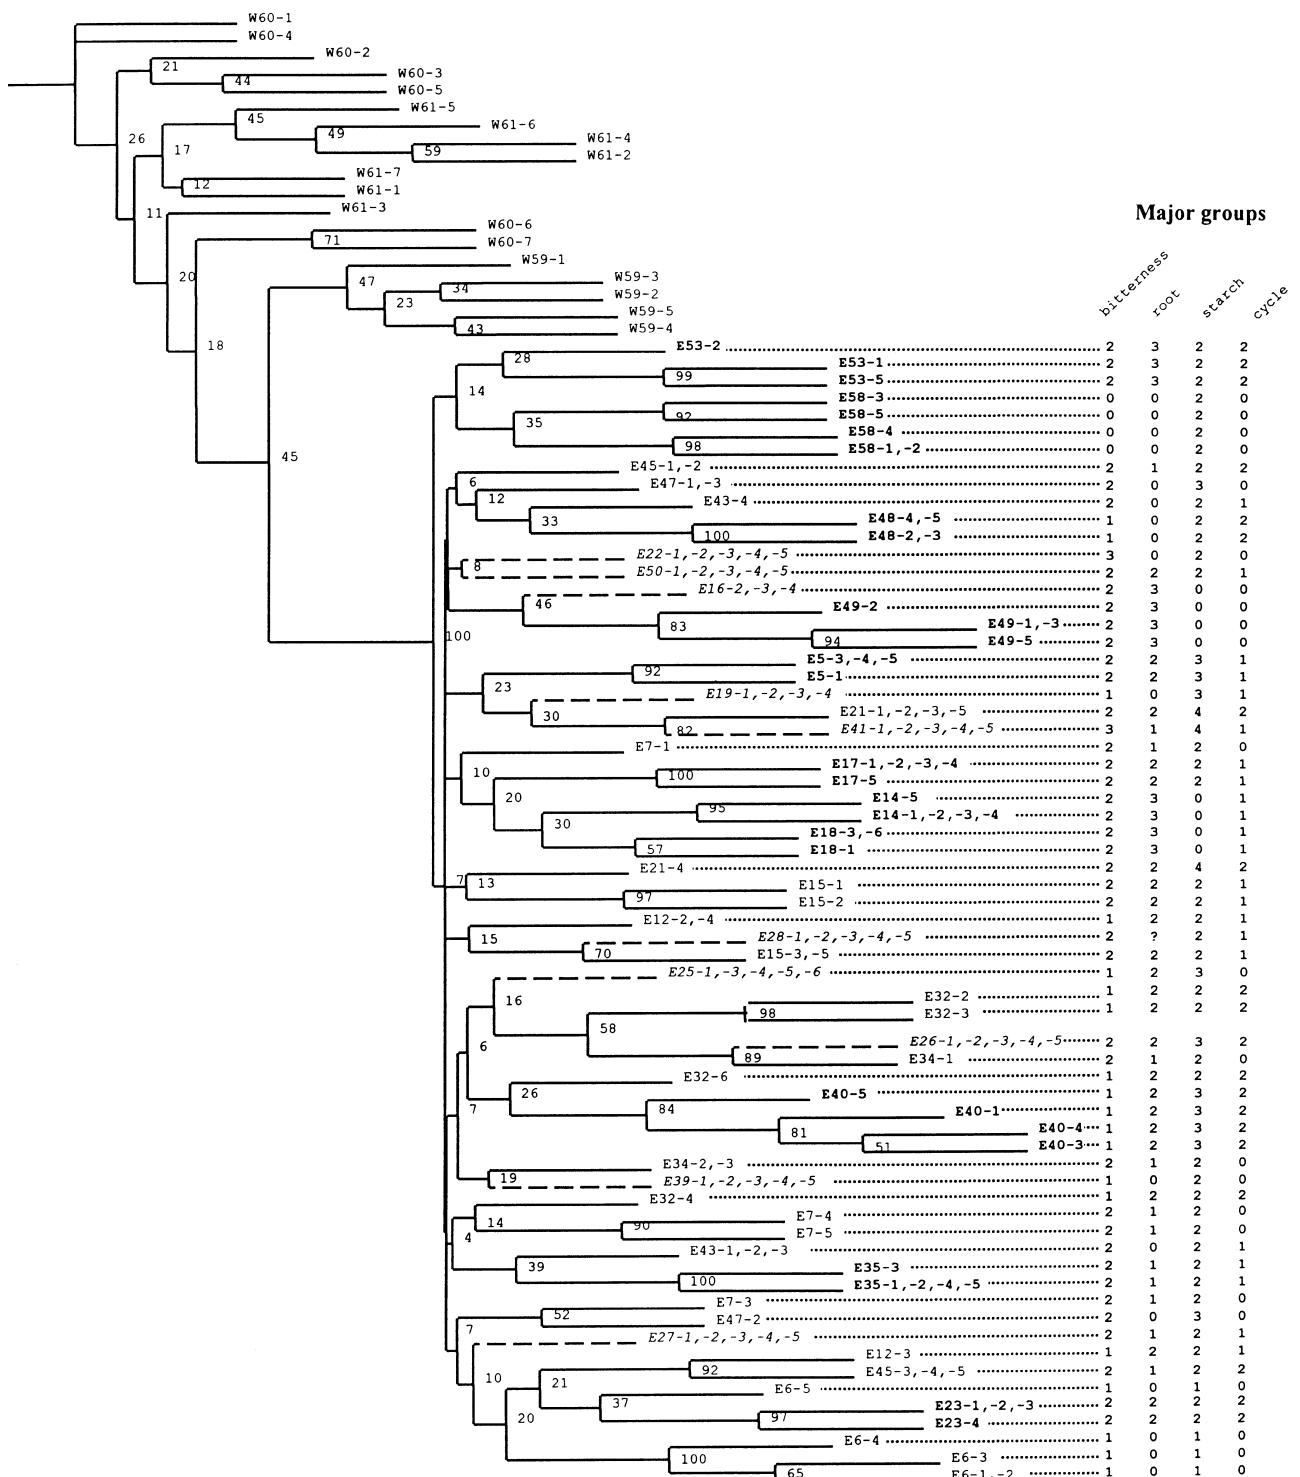 W60-1
W60-4
W60-2
21
W60-3
44
W60-5
W61-5
45
W61-6
49
26
W61-4
17
59
W61-2
W61-7
12
W61-1
W61-3
11
Major groups
W60-6
71
W60-7
bitterness root starch cycle
W59-1
20
47
W59-3
34
W59-2
23
W59-5
43
W59-4
18
E53-2 2 3 2 2
28
E53-1 2 3 2 2
99
E53-5 2 3 2 2
14
E58-3 0 0 2 0
92
E58-5 0 0 2 0
35
E58-4 0 0 2 0
98
E58-1,-2 0 0 2 0
45
E45-1,-2 2 1 2 2
6
E47-1,-3 2 0 3 0
12
E43-4 2 0 2 1
33
E48-4,-5 1 0 2 2
100
E48-2,-3 1 0 2 2
E22-1,-2,-3,-4,-5 3 0 2 0
8
E50-1,-2,-3,-4,-5 2 2 2 1
E16-2,-3,-4 2 3 0 0
46
E49-2 2 3 0 0
83
E49-1,-3 2 3 0 0
100
94
E49-5 2 3 0 0
E5-3,-4,-5 2 2 3 1
92
E5-1 2 2 3 1
23
E19-1,-2,-3,-4 1 0 3 1
30
E21-1,-2,-3,-5 2 2 4 2
82
E41-1,-2,-3,-4,-5 3 1 4 1
E7-1 2 1 2 0
10
E17-1,-2,-3,-4 2 2 2 1
100
E17-5 2 2 2 1
20
E14-5 2 3 0 1
95
E14-1,-2,-3,-4 2 3 0 1
30
E18-3,-6 2 3 0 1
57
E18-1 2 3 0 1
E21-4 2 2 4 2
7
13
E15-1 2 2 2 1
97
E15-2 2 2 2 1
E12-2,-4 1 2 2 1
15
E28-1,-2,-3,-4,-5 2 ? 2 1
70
E15-3,-5 2 2 2 1
E25-1,-3,-4,-5,-6 1 2 3 0
16
E32-2 1 2 2 2
98
E32-3 1 2 2 2
58
E26-1,-2,-3,-4,-5 2 2 3 2
6
89
E34-1 2 1 2 0
E32-6 1 2 2 2
26
E40-5 1 2 3 2
7
84
E40-1 1 2 3 2
81
E40-4 1 2 3 2
51
E40-3 1 2 3 2
E34-2,-3 2 1 2 0
19
E39-1,-2,-3,-4,-5 1 0 2 0
E32-4 1 2 2 2
14
E7-4 2 1 2 0
90
E7-5 2 1 2 0
4
E43-1,-2,-3 2 0 2 1
39
E35-3 2 1 2 1
100
E35-1,-2,-4,-5 2 1 2 1
E7-3 2 1 2 0
52
E47-2 2 0 3 0
7
E27-1,-2,-3,-4,-5 2 1 2 1
E12-3 1 2 2 1
92
E45-3,-4,-5 2 1 2 2
10
21
E6-5 1 0 1 0
37
E23-1,-2,-3 2 2 2 2
97
E23-4 2 2 2 2
20
E6-4 1 0 1 0
100
E6-3 1 0 1 0
65
E6-1,-2 1 0 1 0